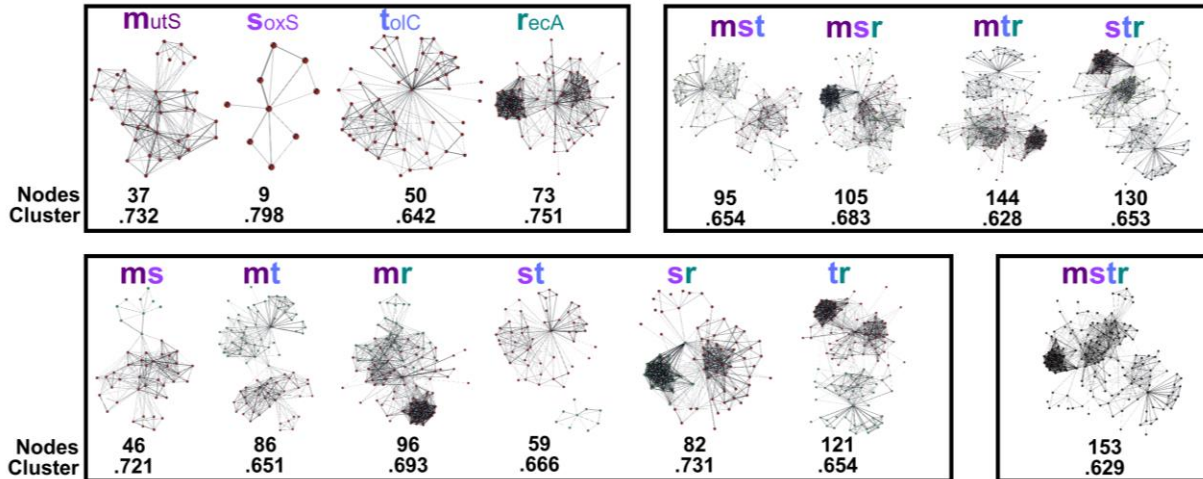 mutS soxS tolC recA
Nodes 37 9 50 73
Cluster .732 .798 .642 .751
mst msr mtr str
95 105 144 130
.654 .683 .628 .653
ms mt mr st sr tr
Nodes 46 86 96 59 82 121
Cluster .721 .651 .693 .666 .731 .654
mstr
153
.629